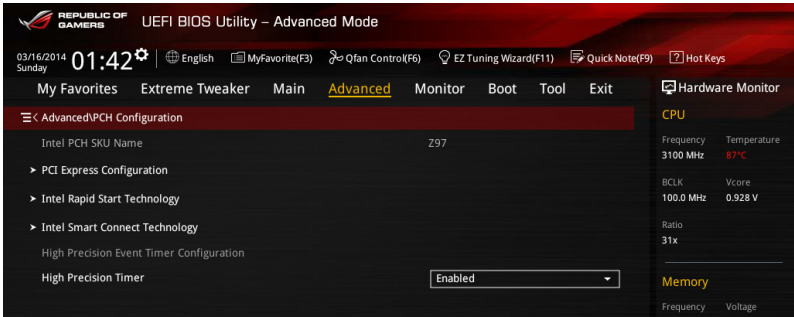 REPUBLIC OF
GAMERS
UEFI BIOS Utility – Advanced Mode
03/16/2014
Sunday
01:42
English
MyFavorite(F3)
Qfan Control(F6)
EZ Tuning Wizard(F11)
Quick Note(F9)
? Hot Keys
My Favorites
Extreme Tweaker
Main
Advanced
Monitor
Boot
Tool
Exit
Hardware Monitor
< Advanced\PCH Configuration
Intel PCH SKU Name
Z97
> PCI Express Configuration
> Intel Rapid Start Technology
> Intel Smart Connect Technology
High Precision Event Timer Configuration
High Precision Timer
Enabled
CPU
Frequency Temperature
3100 MHz 87°C
BCLK Vcore
100.0 MHz 0.928 V
Ratio
31x
Memory
Frequency Voltage